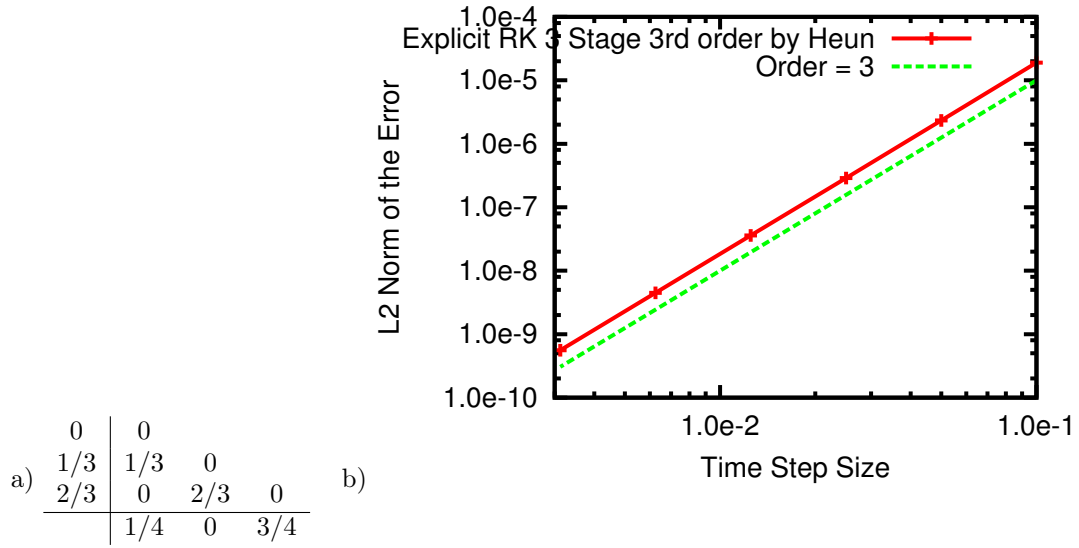 1.0e-4
Explicit RK 3 Stage 3rd order by Heun
Order = 3
1.0e-5
1.0e-6
1.0e-7
1.0e-8
1.0e-9
1.0e-10
L2 Norm of the Error
1.0e-2 1.0e-1
Time Step Size
a)
0 0
1/3 1/3 0
2/3 0 2/3 0
1/4 0 3/4
b)